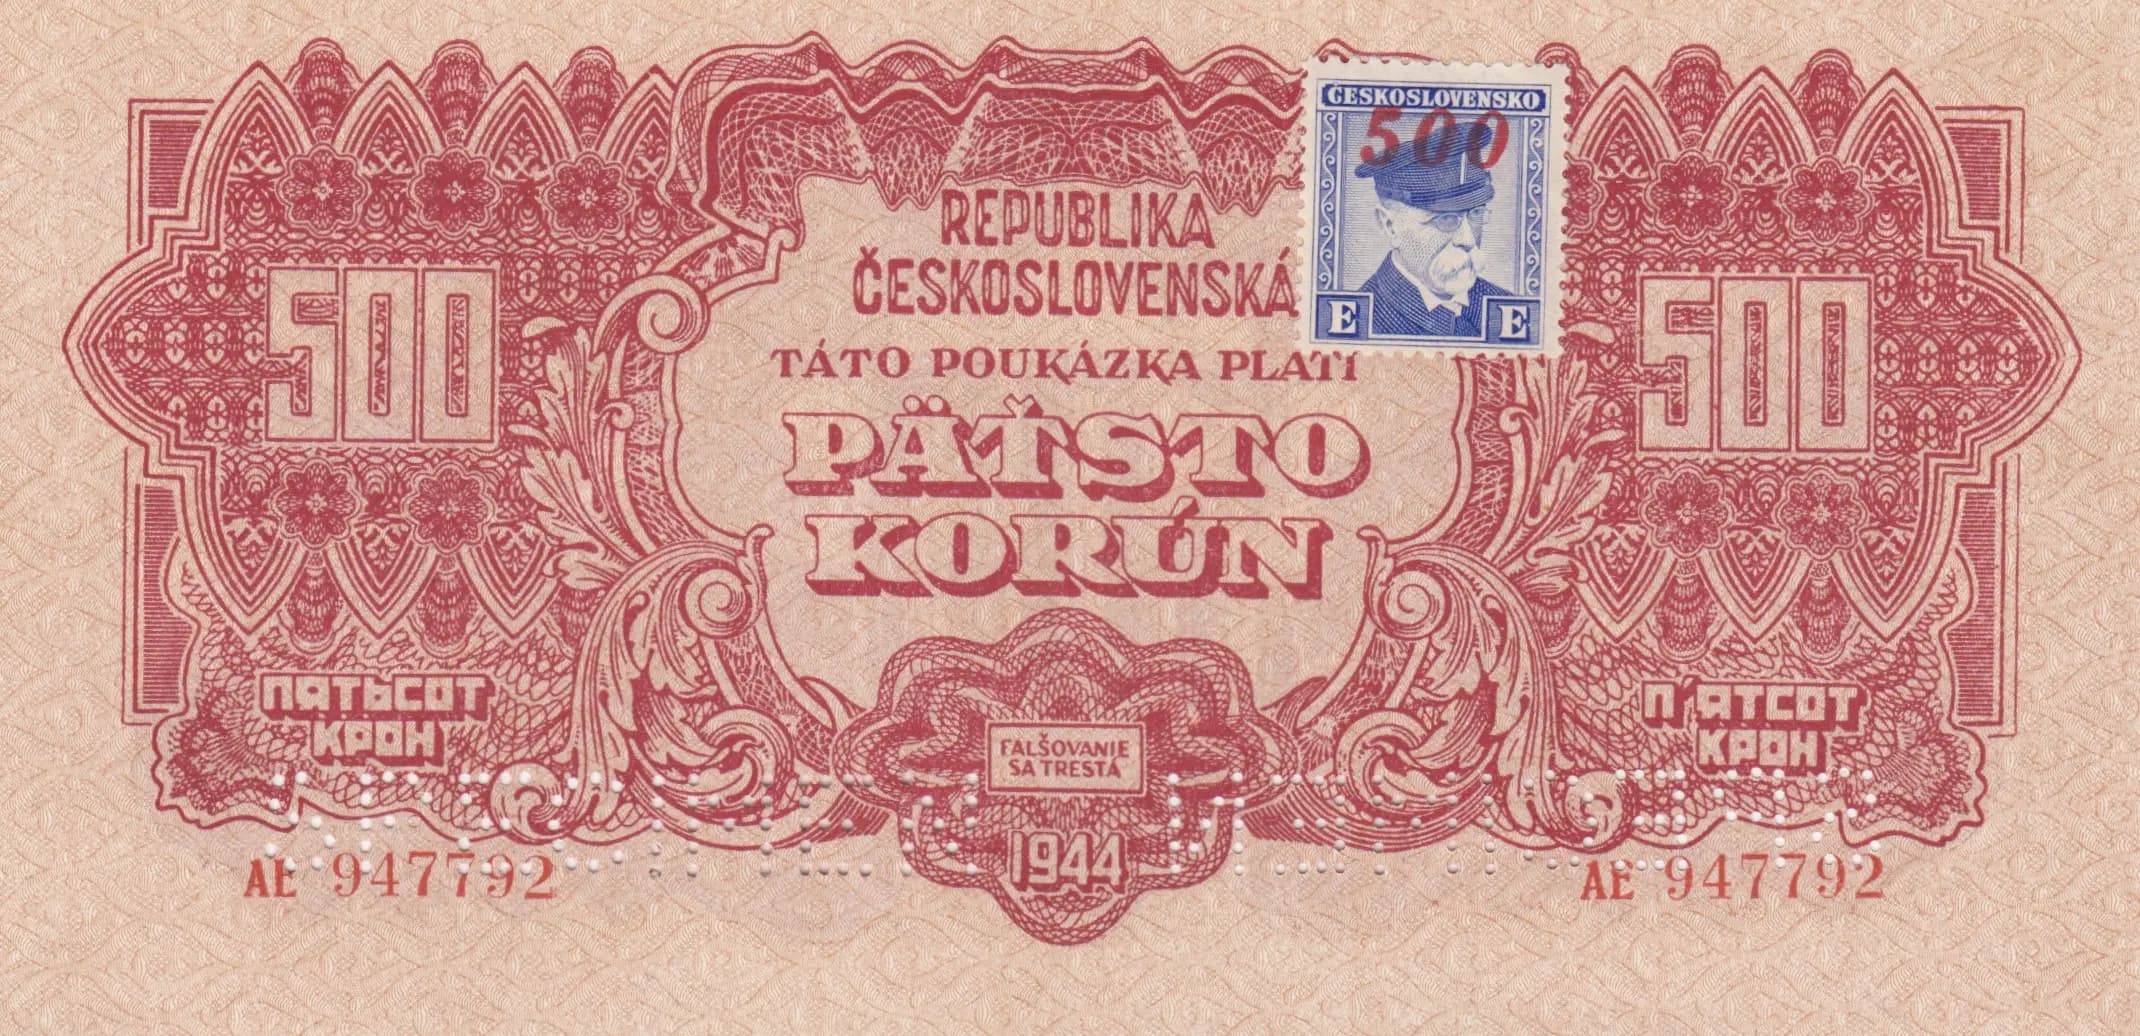 ČESKOSLOVENSKO
500
E E
REPUBLIKA
ČESKOSLOVENSKÁ
TÁTO POUKÁZKA PLATÍ
500
500
PÄŤSTO
KORÚN
ПЯТЬСОТ
КРОН
П'ЯТСОТ
КРОН
FALŠOVANIE
SA TRESTÁ
1944
AE 947792
AE 947792